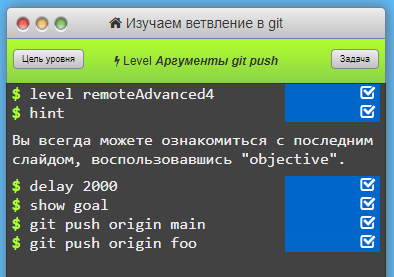 Изучаем ветвление в git
Цель уровня
Level Аргументы git push
Задача
$ level remoteAdvanced4
$ hint
Вы всегда можете ознакомиться с последним
слайдом, воспользовавшись "objective".
$ delay 2000
$ show goal
$ git push origin main
$ git push origin foo